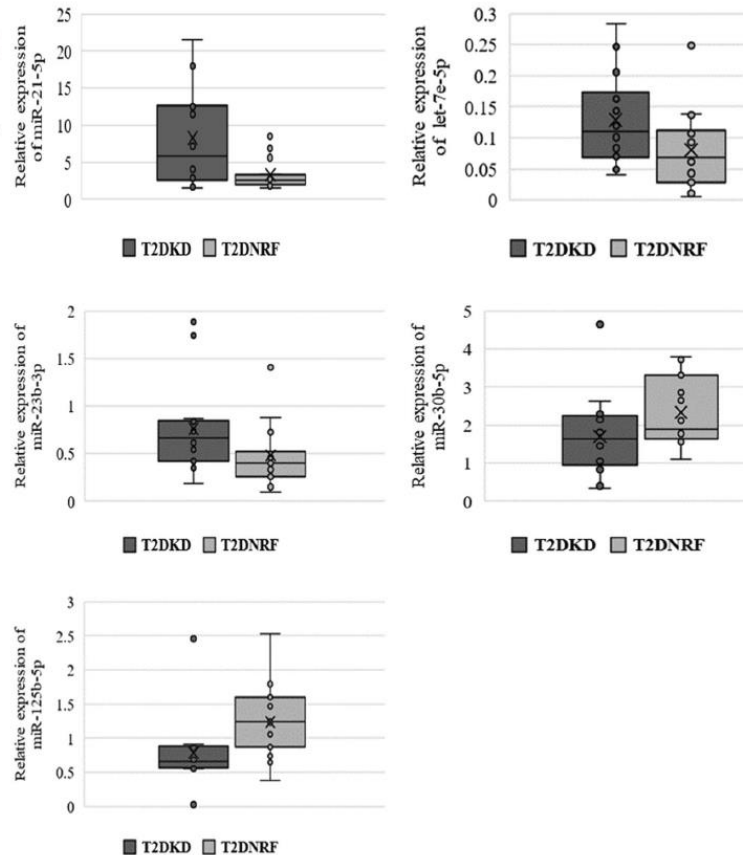 Relative expression
of miR-21-5p
25
20
15
10
5
0
T2DKD T2DNRF
Relative expression
of let-7e-5p
0.3
0.25
0.2
0.15
0.1
0.05
0
T2DKD T2DNRF
Relative expression of
miR-23b-3p
2
1.5
1
0.5
0
T2DKD T2DNRF
Relative expression of
miR-30b-5p
5
4
3
2
1
0
T2DKD T2DNRF
Relative expression of
miR-125b-5p
3
2.5
2
1.5
1
0.5
0
T2DKD T2DNRF